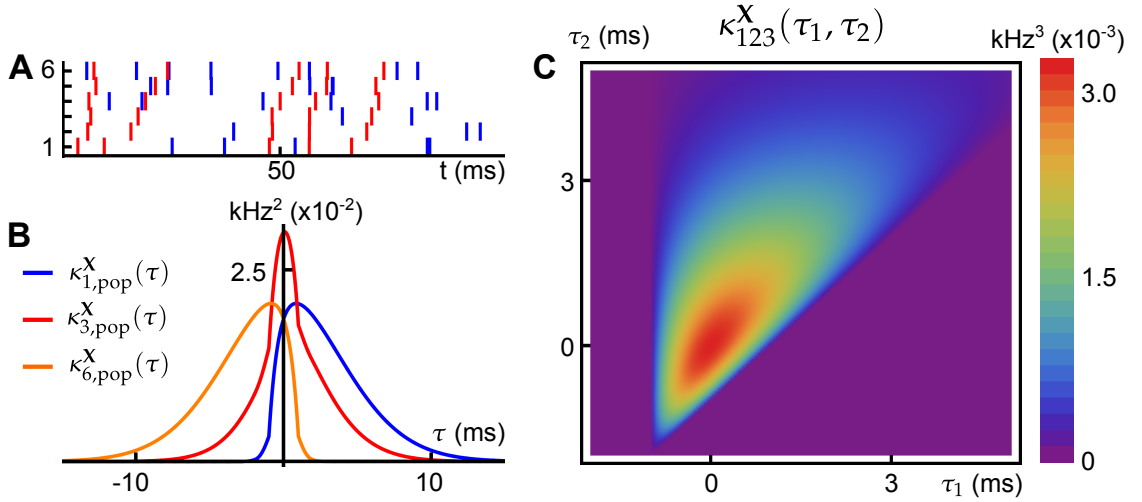 A
6
1
50
t (ms)
B
kHz² (x10⁻²)
2.5
κ^X_1,pop(τ)
κ^X_3,pop(τ)
κ^X_6,pop(τ)
τ (ms)
-10
10
C
τ₂ (ms)
κ^X_123(τ₁, τ₂)
kHz³ (x10⁻³)
3
0
0
3
τ₁ (ms)
3.0
1.5
0